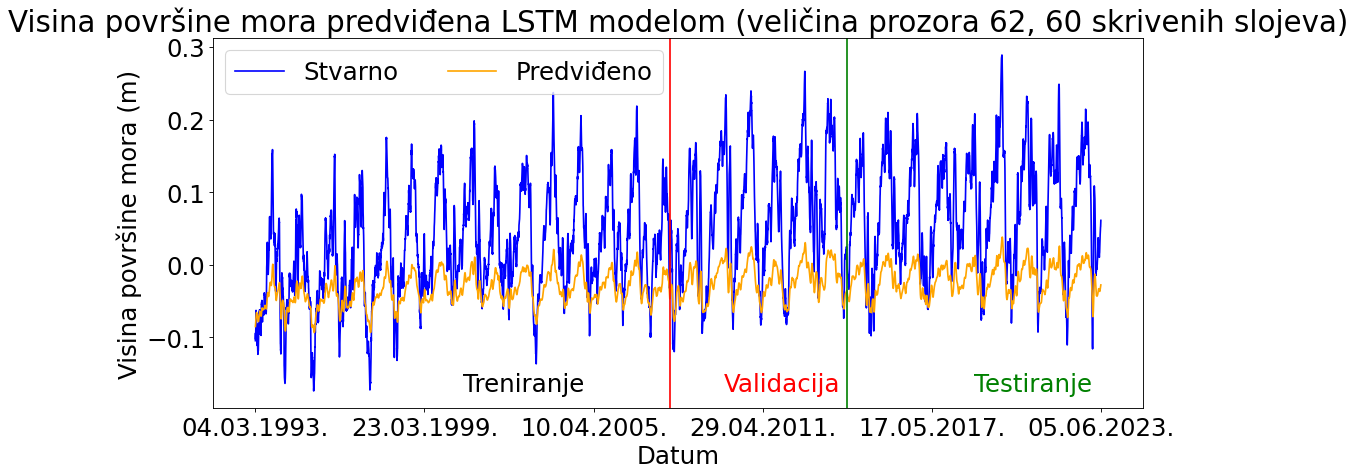 Visina površine mora predviđena LSTM modelom (veličina prozora 62, 60 skrivenih slojeva)
Stvarno
Predviđeno
Visina površine mora (m)
0.3
0.2
0.1
0.0
−0.1
Treniranje
Validacija
Testiranje
04.03.1993.
23.03.1999.
10.04.2005.
29.04.2011.
17.05.2017.
05.06.2023.
Datum